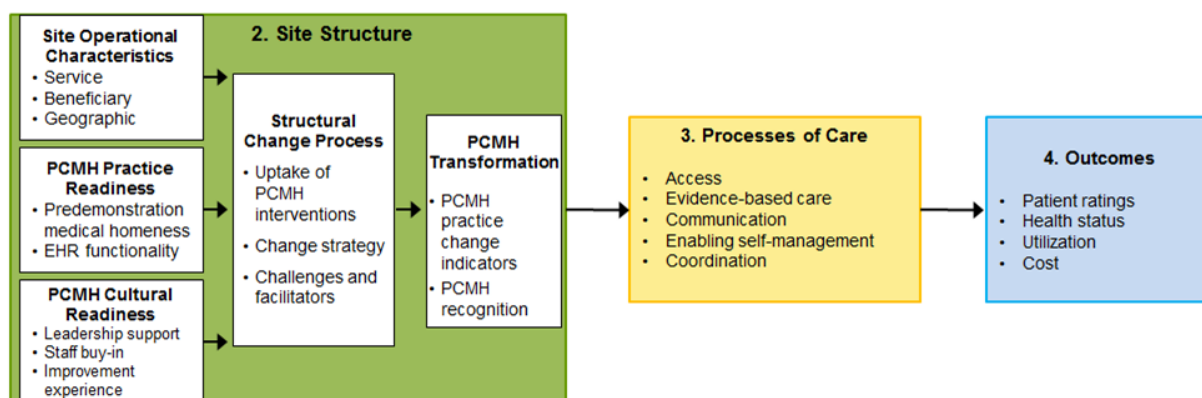 2. Site Structure
Site Operational
Characteristics
• Service
• Beneficiary
• Geographic
PCMH Practice
Readiness
• Predemonstration
medical homeness
• EHR functionality
PCMH Cultural
Readiness
• Leadership support
• Staff buy-in
• Improvement
experience
Structural
Change Process
• Uptake of
PCMH
interventions
• Change strategy
• Challenges and
facilitators
PCMH
Transformation
• PCMH
practice
change
indicators
• PCMH
recognition
3. Processes of Care
• Access
• Evidence-based care
• Communication
• Enabling self-management
• Coordination
4. Outcomes
• Patient ratings
• Health status
• Utilization
• Cost